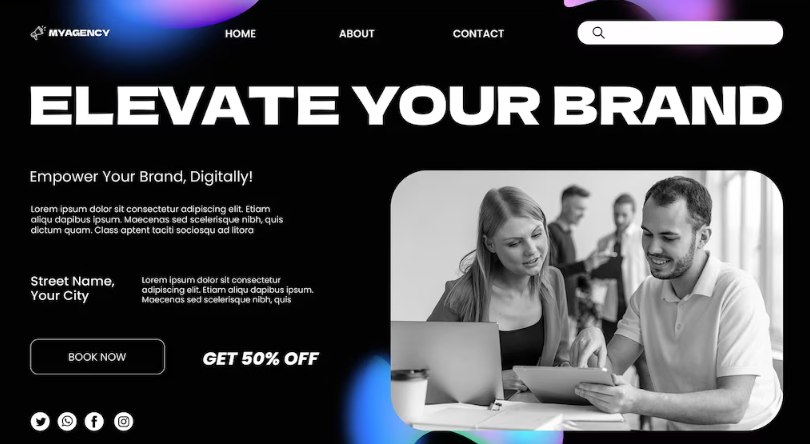 MYAGENCY
HOME
ABOUT
CONTACT
ELEVATE YOUR BRAND
Empower Your Brand, Digitally!
Lorem ipsum dolor sit consectetur adipiscing elit. Etiam
aliqu dapibus ipsum. Maecenas sed scelerisque nibh, quis
dictum quam. Class aptent taciti sociosqu ad litora
Street Name,
Your City
Lorem ipsum dolor sit consectetur
adipiscing elit. Etiam aliqu dapibus ipsum.
Maecenas sed scelerisque nibh, quis
BOOK NOW
GET 50% OFF